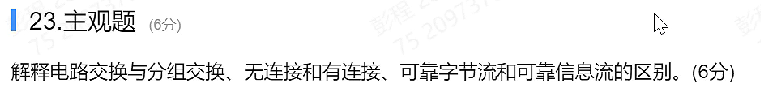 23.主观题 (6分)
解释电路交换与分组交换、无连接和有连接、可靠字节流和可靠信息流的区别。(6分)